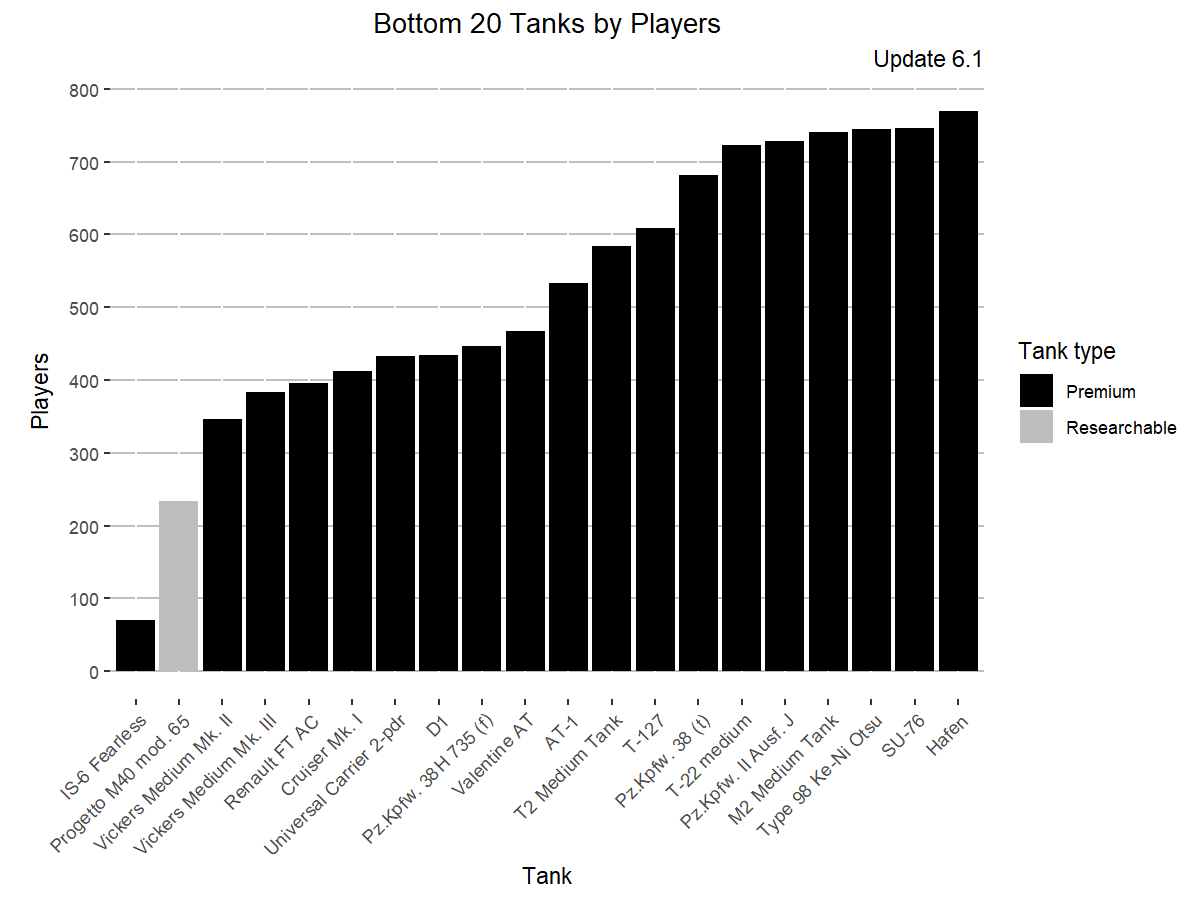 Bottom 20 Tanks by Players
Update 6.1
800
700
600
500
400
300
200
100
0
Players
IS-6 Fearless
Progetto M40 mod. 65
Vickers Medium Mk. II
Vickers Medium Mk. III
Renault FT AC
Cruiser Mk. I
Universal Carrier 2-pdr
D1
Pz.Kpfw. 38H 735 (f)
Valentine AT
AT-1
T2 Medium Tank
T-127
Pz.Kpfw. 38 (t)
T-22 medium
Pz.Kpfw. II Ausf. J
M2 Medium Tank
Type 98 Ke-Ni Otsu
SU-76
Hafen
Tank
Tank type
Premium
Researchable